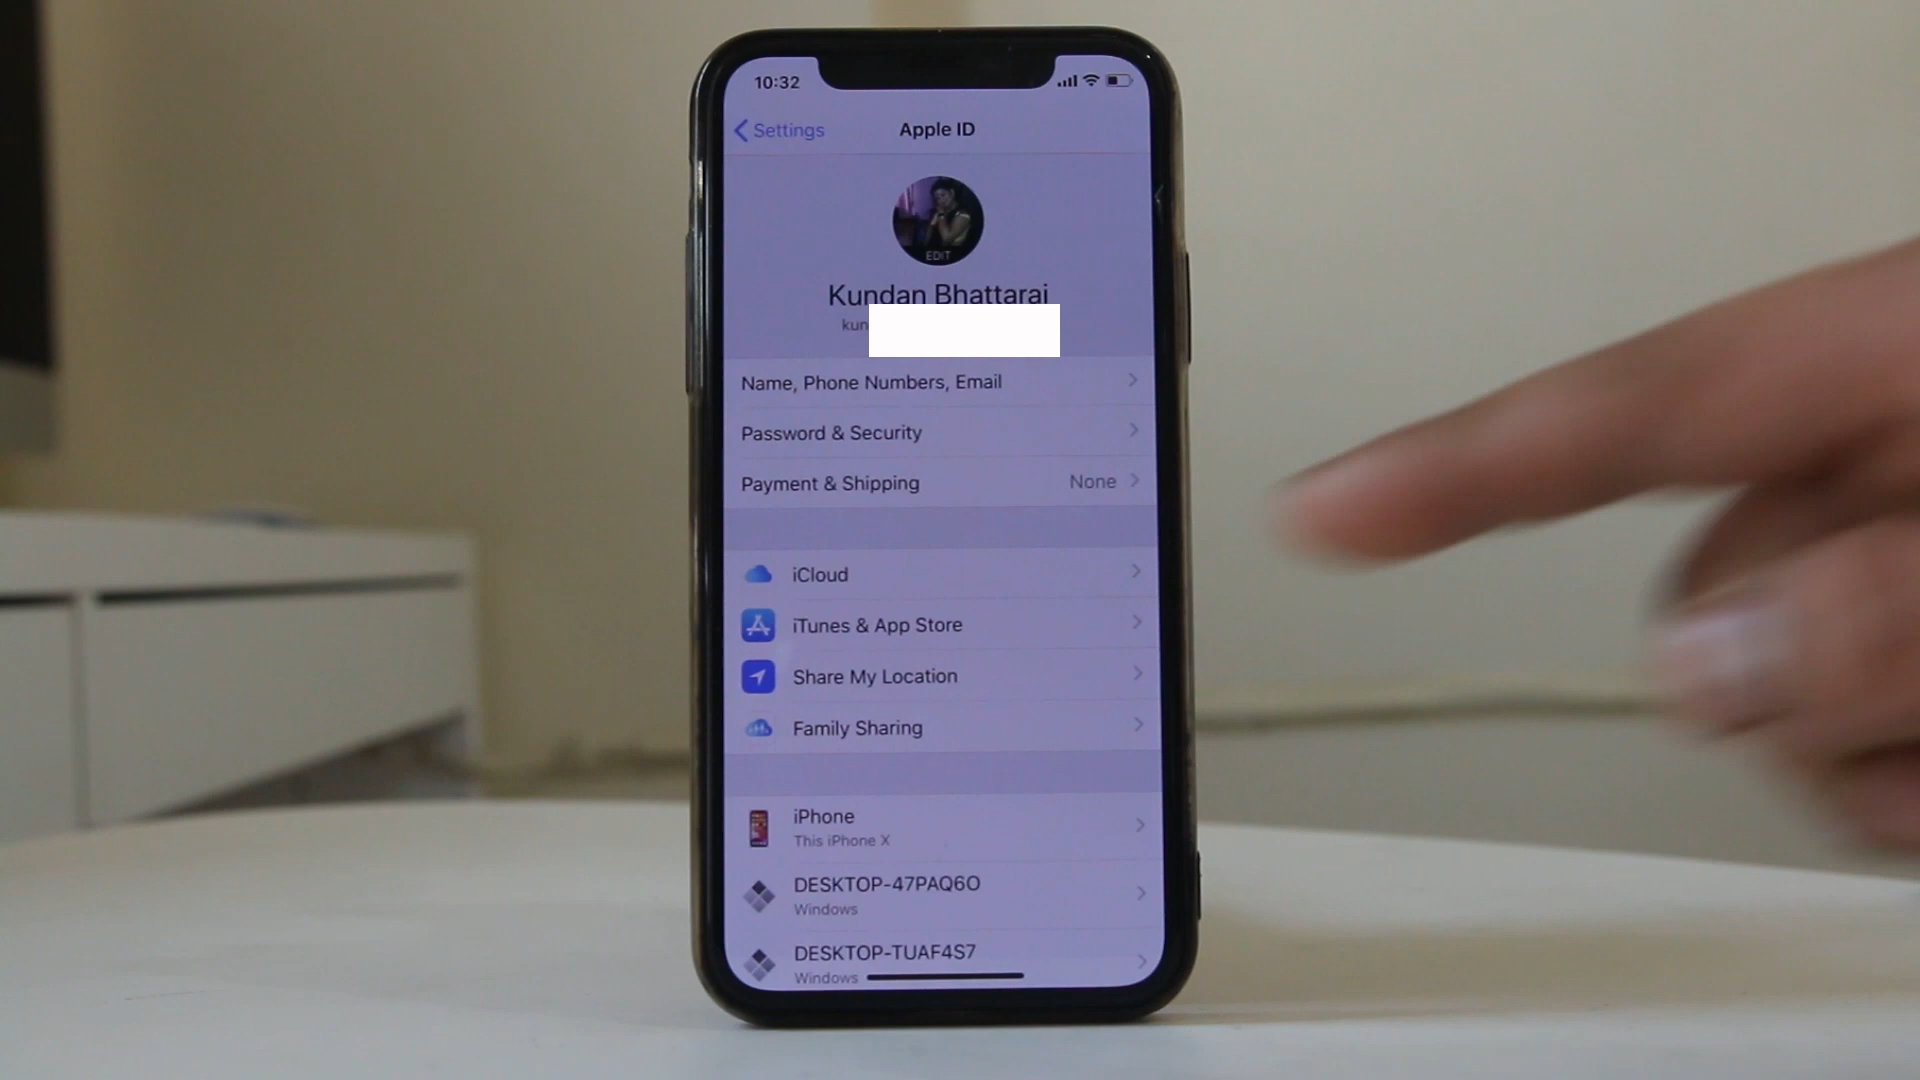 10:32
Settings
Apple ID
EDIT
Kundan Bhattarai
kun
Name, Phone Numbers, Email
Password & Security
Payment & Shipping None
iCloud
iTunes & App Store
Share My Location
Family Sharing
iPhone
This iPhone X
DESKTOP-47PAQ6O
Windows
DESKTOP-TUAF4S7
Windows